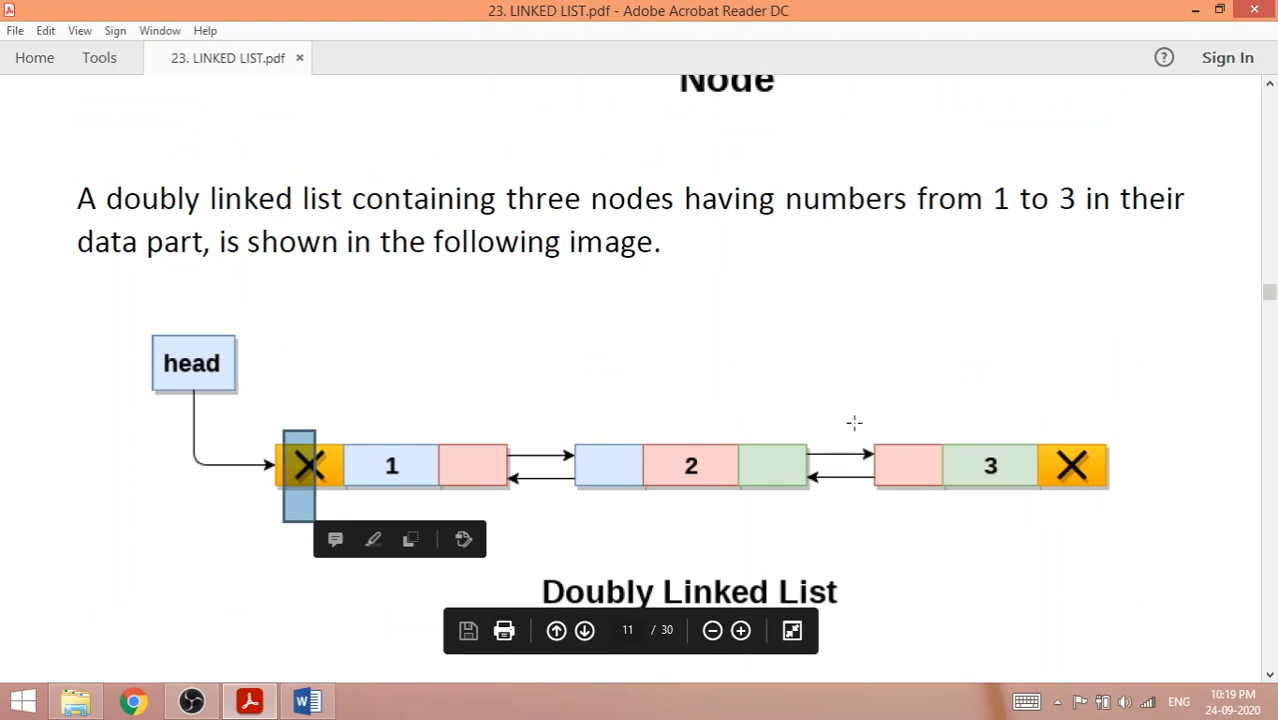 23. LINKED LIST.pdf - Adobe Acrobat Reader DC
File Edit View Sign Window Help
Home Tools 23. LINKED LIST.pdf × ? Sign In
Node
A doubly linked list containing three nodes having numbers from 1 to 3 in their
data part, is shown in the following image.
head
1 2 3
Doubly Linked List
11 / 30
ENG 10:19 PM
24-09-2020